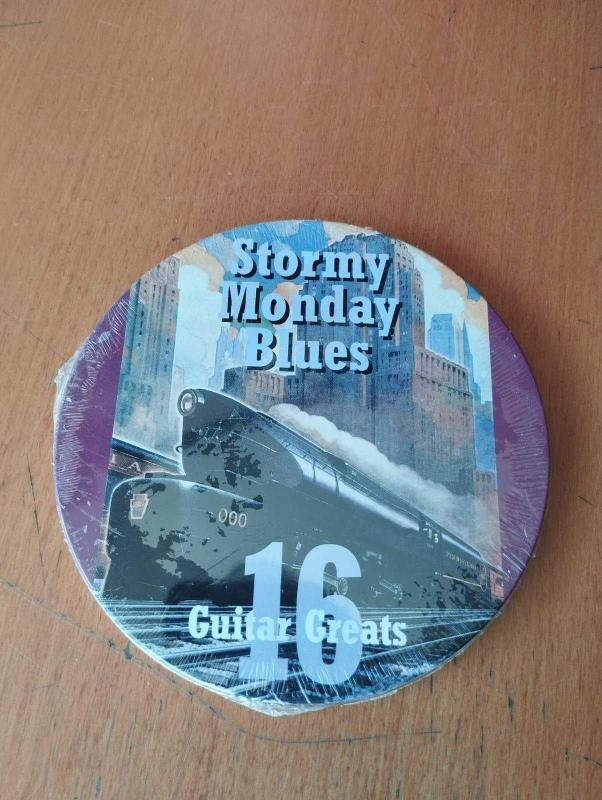 Stormy
Monday
Blues
A
000
16
Guitar Greats